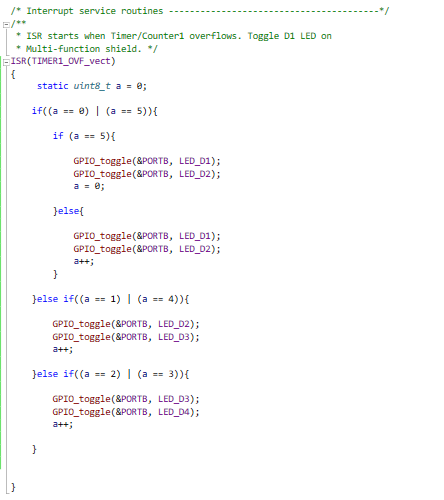 /* Interrupt service routines ----------------------------------------*/
/**
 * ISR starts when Timer/Counter1 overflows. Toggle D1 LED on
 * Multi-function shield. */
ISR(TIMER1_OVF_vect)
{
    static uint8_t a = 0;
    if((a == 0) | (a == 5)){
        if (a == 5){
            GPIO_toggle(&PORTB, LED_D1);
            GPIO_toggle(&PORTB, LED_D2);
            a = 0;
        }else{
            GPIO_toggle(&PORTB, LED_D1);
            GPIO_toggle(&PORTB, LED_D2);
            a++;
        }
    }else if((a == 1) | (a == 4)){
        GPIO_toggle(&PORTB, LED_D2);
        GPIO_toggle(&PORTB, LED_D3);
        a++;
    }else if((a == 2) | (a == 3)){
        GPIO_toggle(&PORTB, LED_D3);
        GPIO_toggle(&PORTB, LED_D4);
        a++;
    }
}